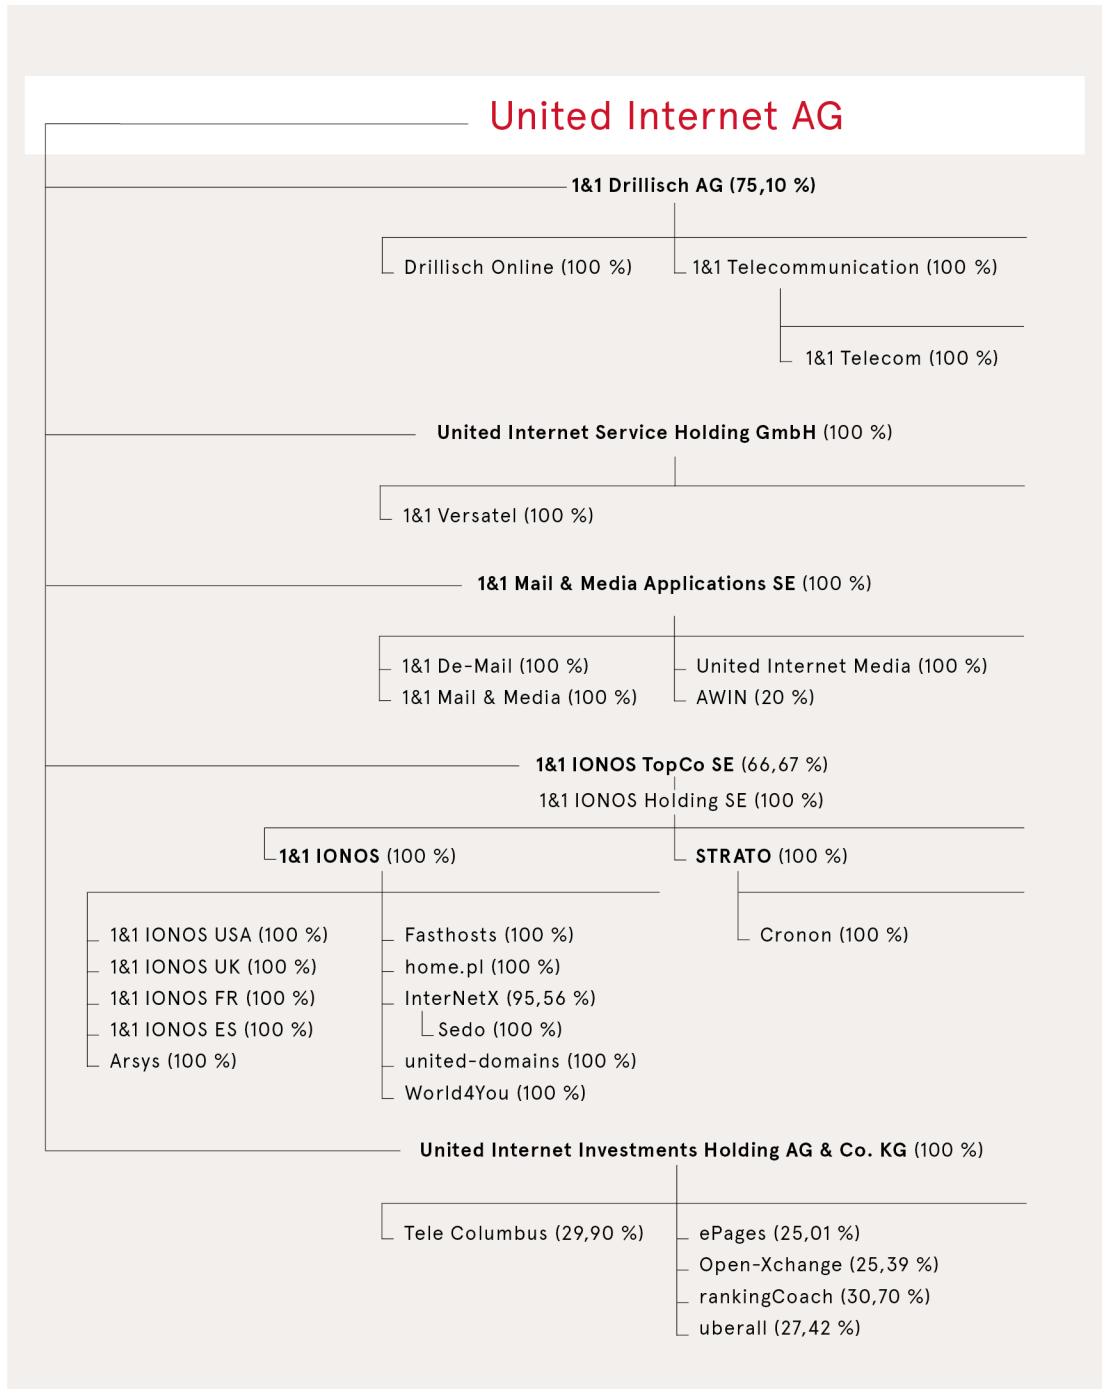 United Internet AG
1&1 Drillisch AG (75,10 %)
Drillisch Online (100 %)
1&1 Telecommunication (100 %)
1&1 Telecom (100 %)
United Internet Service Holding GmbH (100 %)
1&1 Versatel (100 %)
1&1 Mail & Media Applications SE (100 %)
1&1 De-Mail (100 %)
1&1 Mail & Media (100 %)
United Internet Media (100 %)
AWIN (20 %)
1&1 IONOS TopCo SE (66,67 %)
1&1 IONOS Holding SE (100 %)
1&1 IONOS (100 %)
STRATO (100 %)
1&1 IONOS USA (100 %)
1&1 IONOS UK (100 %)
1&1 IONOS FR (100 %)
1&1 IONOS ES (100 %)
Arsys (100 %)
Fasthosts (100 %)
home.pl (100 %)
InterNetX (95,56 %)
Sedo (100 %)
united-domains (100 %)
World4You (100 %)
Cronon (100 %)
United Internet Investments Holding AG & Co. KG (100 %)
Tele Columbus (29,90 %)
ePages (25,01 %)
Open-Xchange (25,39 %)
rankingCoach (30,70 %)
uberall (27,42 %)